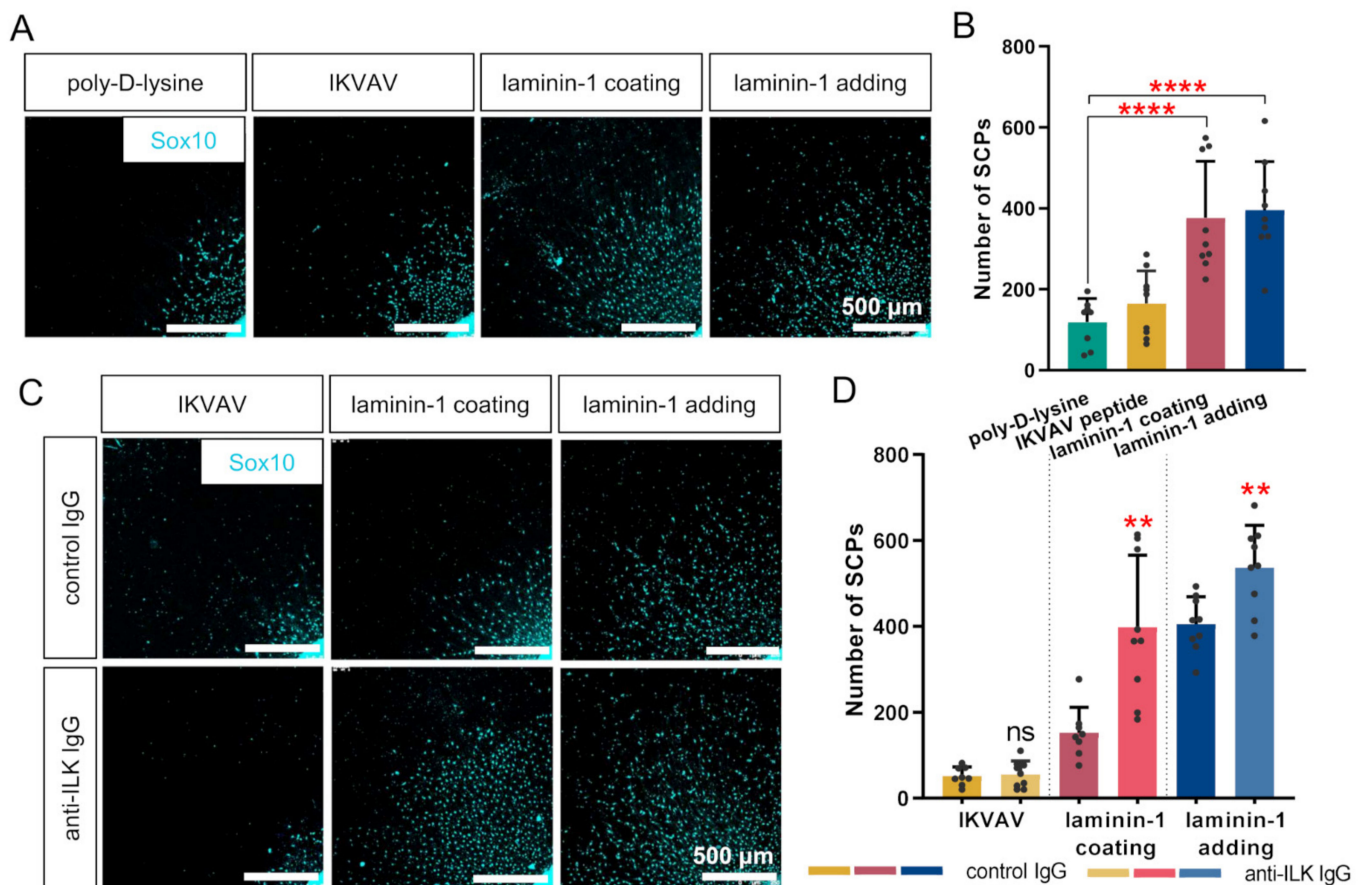 A
poly-D-lysine
IKVAV
laminin-1 coating
laminin-1 adding
Sox10
500 µm
B
Number of SCPs
800
600
400
200
0
****
****
poly-D-lysine
IKVAV peptide
laminin-1 coating
laminin-1 adding
C
IKVAV
laminin-1 coating
laminin-1 adding
control IgG
Sox10
anti-ILK IgG
500 µm
D
Number of SCPs
800
600
400
200
0
ns
**
**
IKVAV
laminin-1
coating
laminin-1
adding
control IgG
anti-ILK IgG